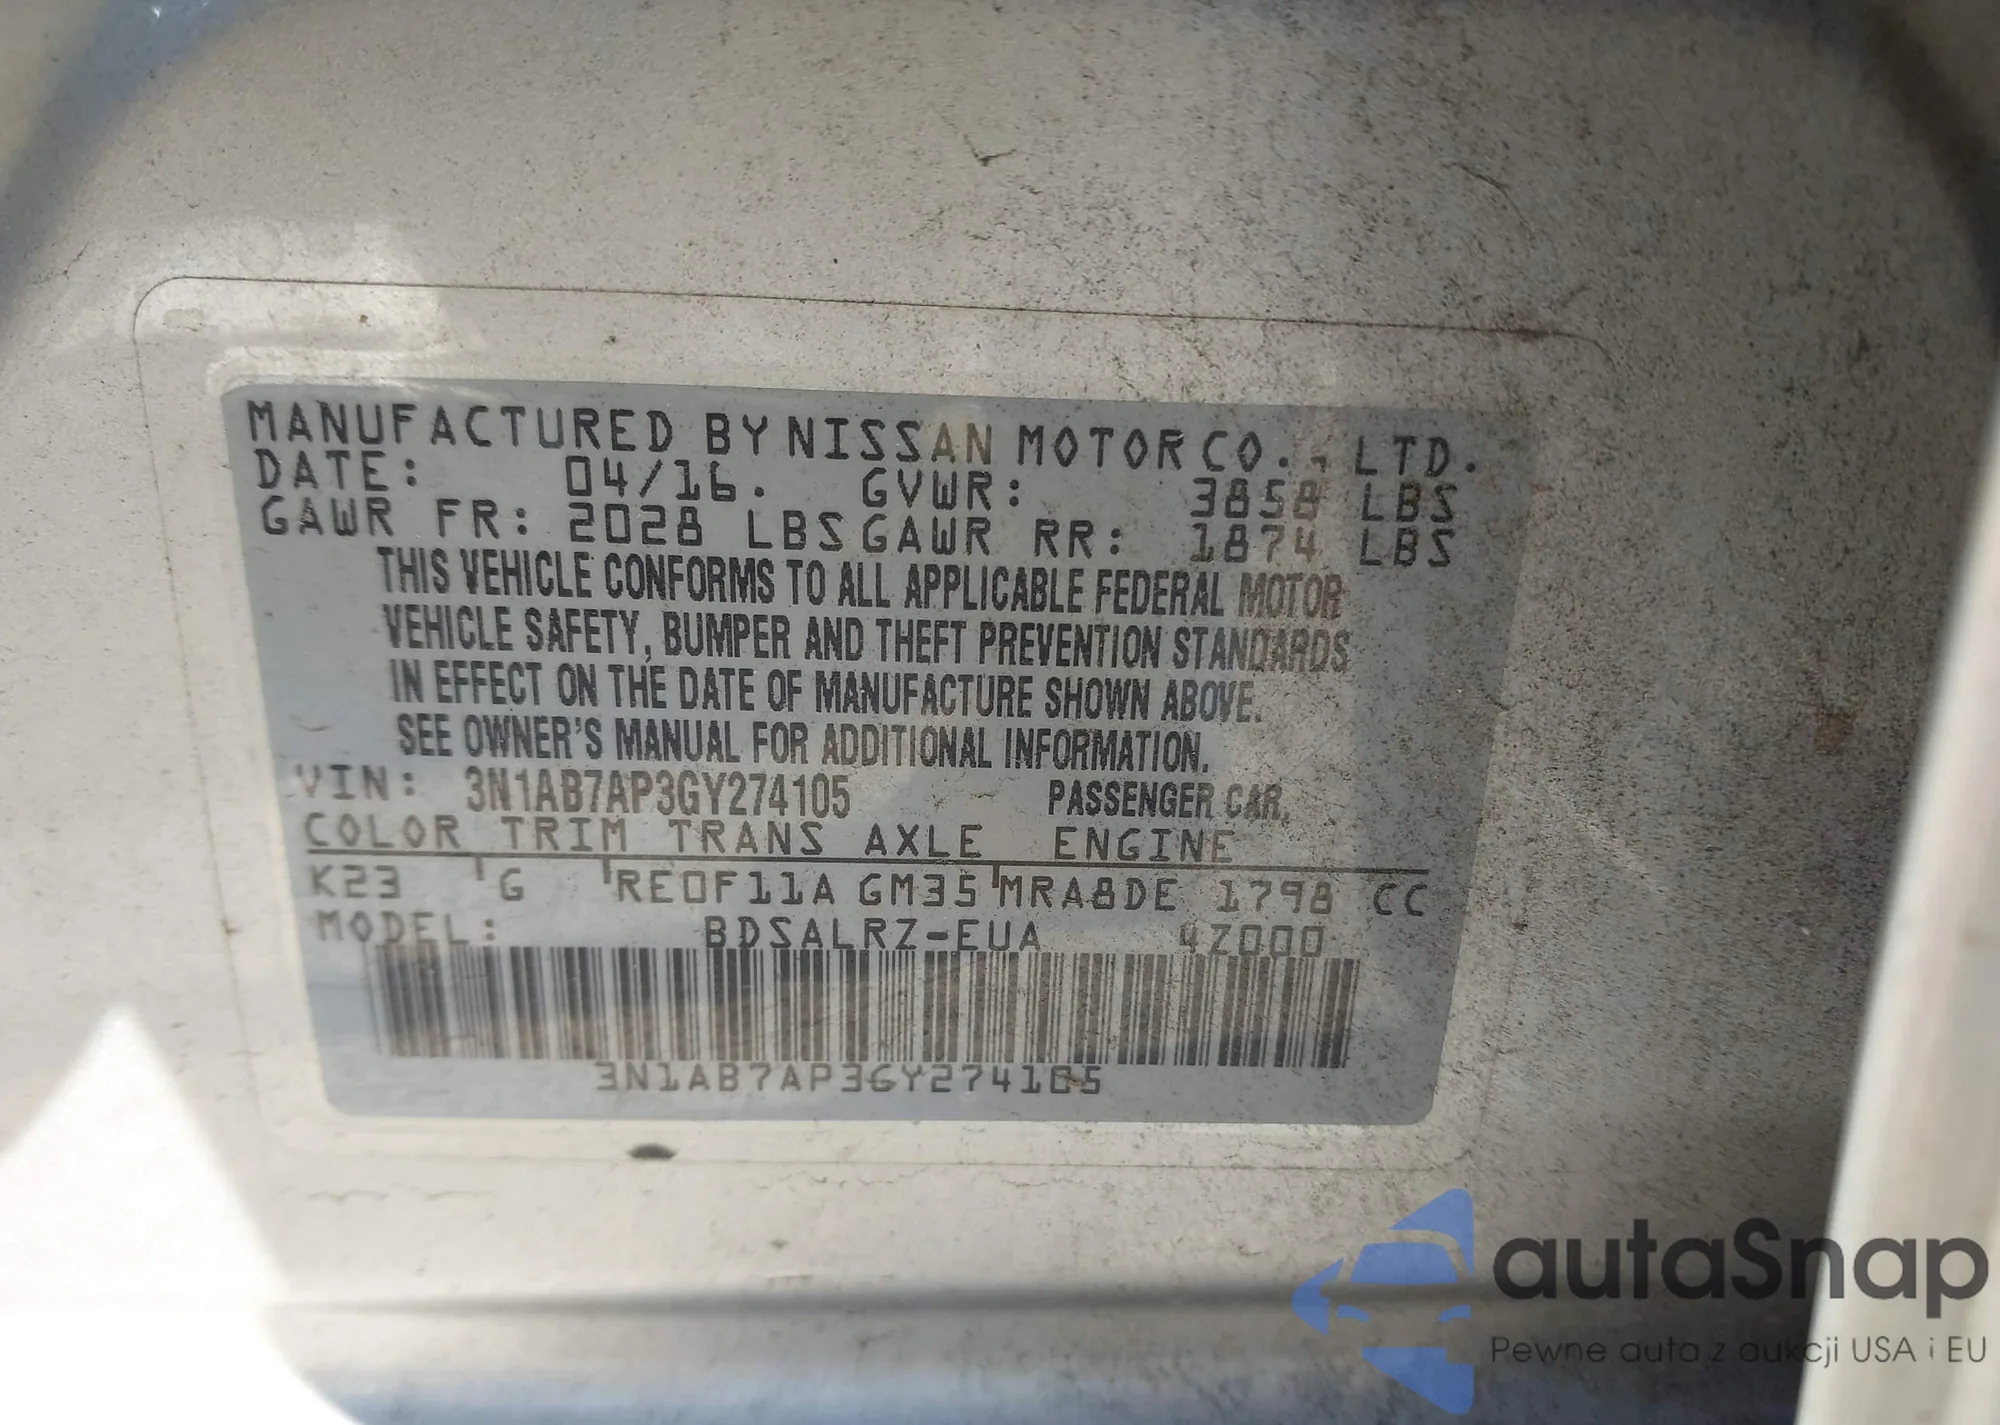 MANUFACTURED BY NISSAN MOTOR CO., LTD.
DATE: 04/16. GVWR: 3858 LBS
GAWR FR: 2028 LBS GAWR RR: 1874 LBS
THIS VEHICLE CONFORMS TO ALL APPLICABLE FEDERAL MOTOR
VEHICLE SAFETY, BUMPER AND THEFT PREVENTION STANDARDS
IN EFFECT ON THE DATE OF MANUFACTURE SHOWN ABOVE.
SEE OWNER'S MANUAL FOR ADDITIONAL INFORMATION.
VIN: 3N1AB7AP3GY274105 PASSENGER CAR.
COLOR TRIM TRANS AXLE ENGINE
K23 G RE0F11A GM35 MRA8DE 1798 CC
MODEL: BDSALRZ-EUA 4Z000
3N1AB7AP3GY274105
autaSnap
Pewne auta z aukcji USA i EU